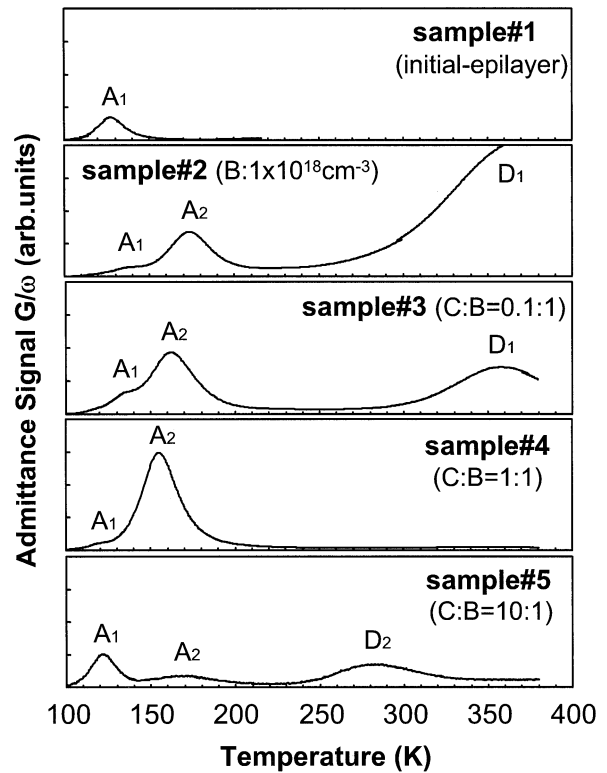 sample#1
(initial-epilayer)
A1
sample#2 (B:1x10¹⁸cm-³)
D1
A2
A1
sample#3 (C:B=0.1:1)
A2
D1
A1
A2
sample#4
(C:B=1:1)
A1
sample#5
(C:B=10:1)
A1
A2
D2
100 150 200 250 300 350 400
Temperature (K)
Admittance Signal G/ω (arb.units)